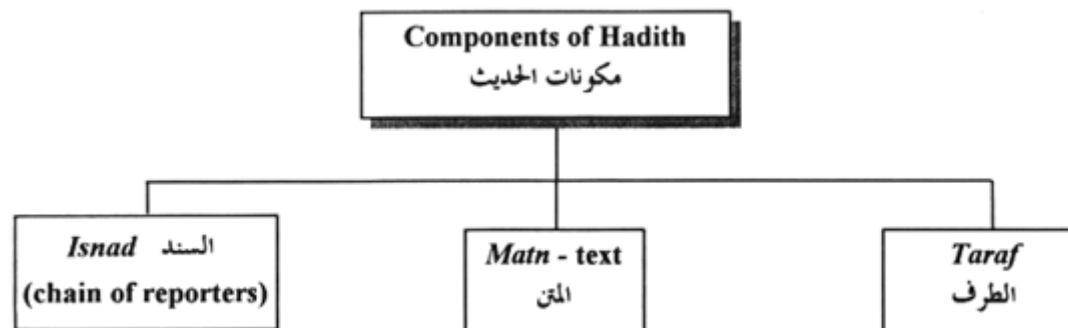 Components of Hadith
مكونات الحديث
Isnad السند
(chain of reporters)
Matn - text
المتن
Taraf
الطرف